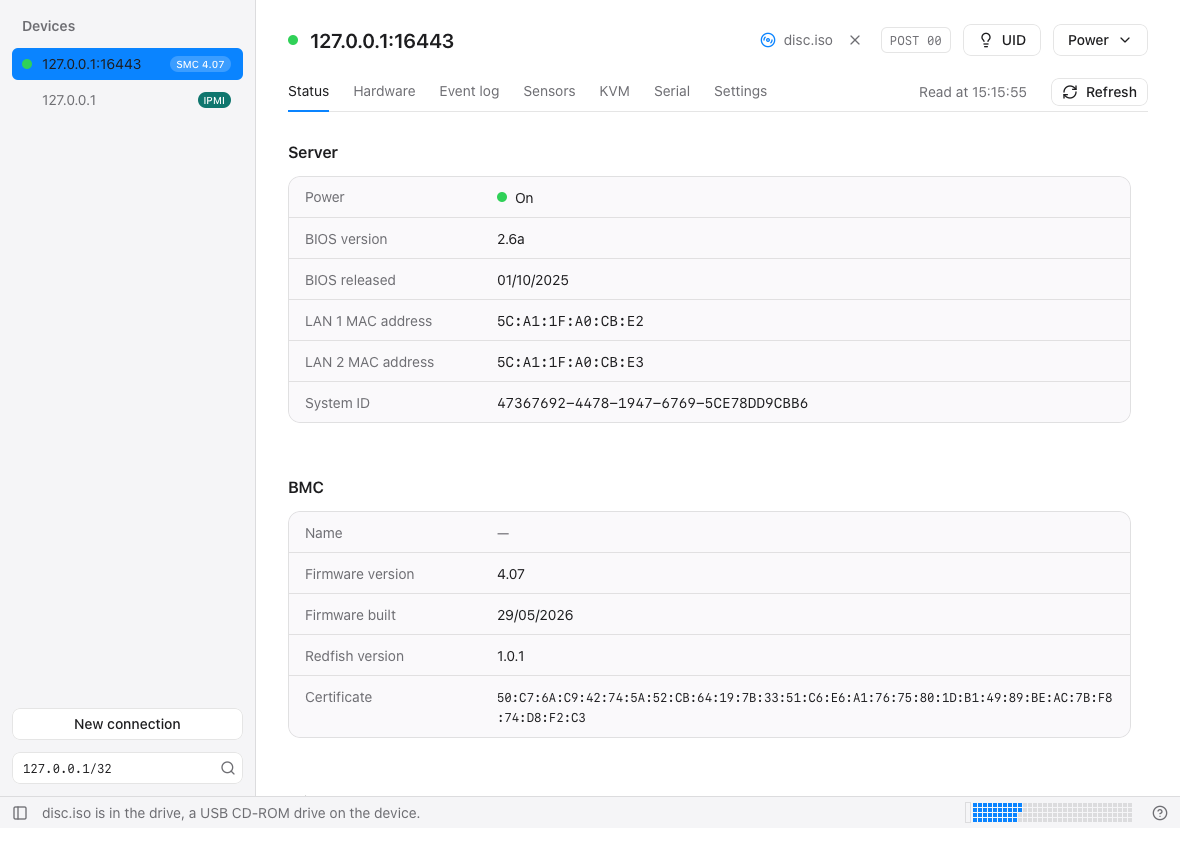 Devices
127.0.0.1:16443 SMC 4.07
127.0.0.1 IPMI
New connection
127.0.0.1/32
127.0.0.1:16443
disc.iso
POST 00
UID
Power
Status Hardware Event log Sensors KVM Serial Settings
Read at 15:15:55
Refresh
Server
Power On
BIOS version 2.6a
BIOS released 01/10/2025
LAN 1 MAC address 5C:A1:1F:A0:CB:E2
LAN 2 MAC address 5C:A1:1F:A0:CB:E3
System ID 47367692-4478-1947-6769-5CE78DD9CBB6
BMC
Name —
Firmware version 4.07
Firmware built 29/05/2026
Redfish version 1.0.1
Certificate 50:C7:6A:C9:42:74:5A:52:CB:64:19:7B:33:51:C6:E6:A1:76:75:80:1D:B1:49:89:BE:AC:7B:F8
:74:D8:F2:C3
disc.iso is in the drive, a USB CD-ROM drive on the device.